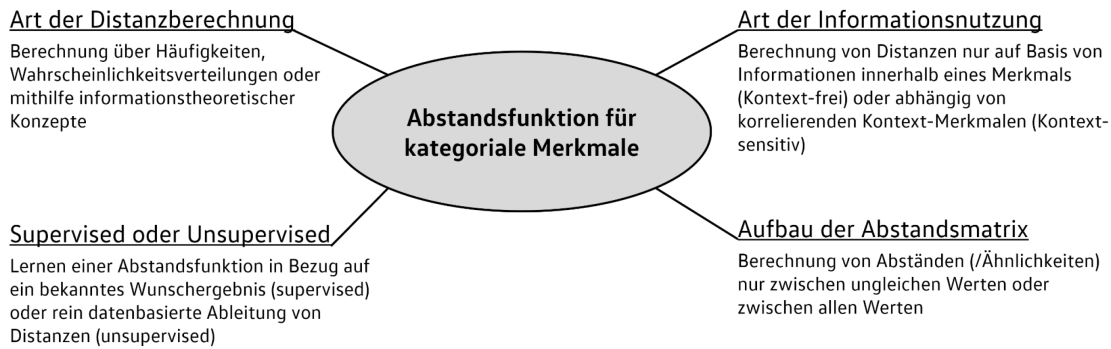 Art der Distanzberechnung
Berechnung über Häufigkeiten,
Wahrscheinlichkeitsverteilungen oder
mithilfe informationstheoretischer
Konzepte
Art der Informationsnutzung
Berechnung von Distanzen nur auf Basis von
Informationen innerhalb eines Merkmals
(Kontext-frei) oder abhängig von
korrelierenden Kontext-Merkmalen (Kontext-
sensitiv)
Abstandsfunktion für
kategoriale Merkmale
Supervised oder Unsupervised
Lernen einer Abstandsfunktion in Bezug auf
ein bekanntes Wunschergebnis (supervised)
oder rein datenbasierte Ableitung von
Distanzen (unsupervised)
Aufbau der Abstandsmatrix
Berechnung von Abständen (/Ähnlichkeiten)
nur zwischen ungleichen Werten oder
zwischen allen Werten